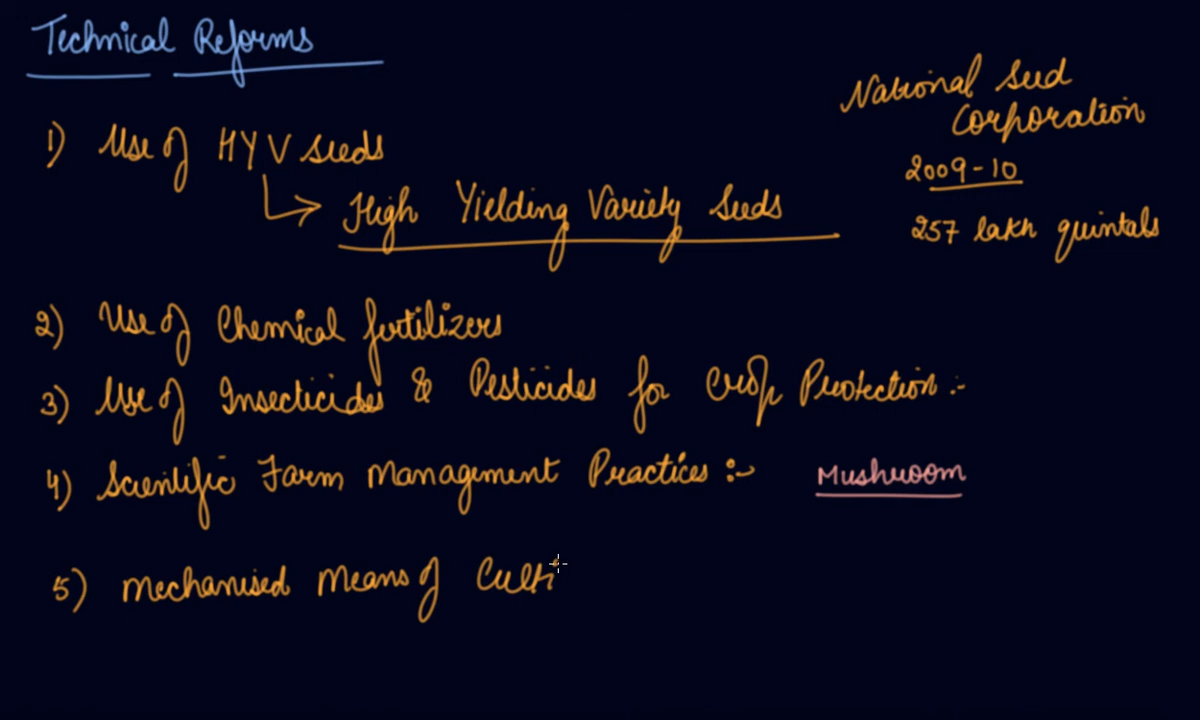 Technical Reforms
National Seed
Corporation
2009-10
257 lakh quintals
1) Use of HYV seeds
High Yielding Variety Seeds
2) Use of Chemical fertilizers
3) Use of Insecticides & Pesticides for Crop Protection :-
4) Scientific Farm Management Practices :- Mushroom
5) Mechanised Means of Culti